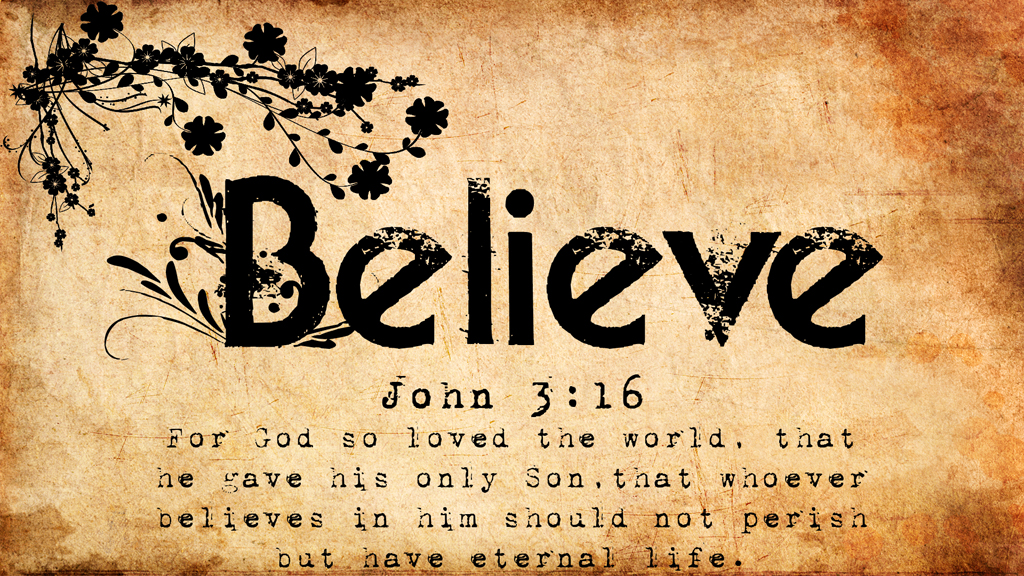 Believe
John 3:16
For God so loved the world, that
he gave his only Son,that whoever
believes in him should not perish
but have eternal life.